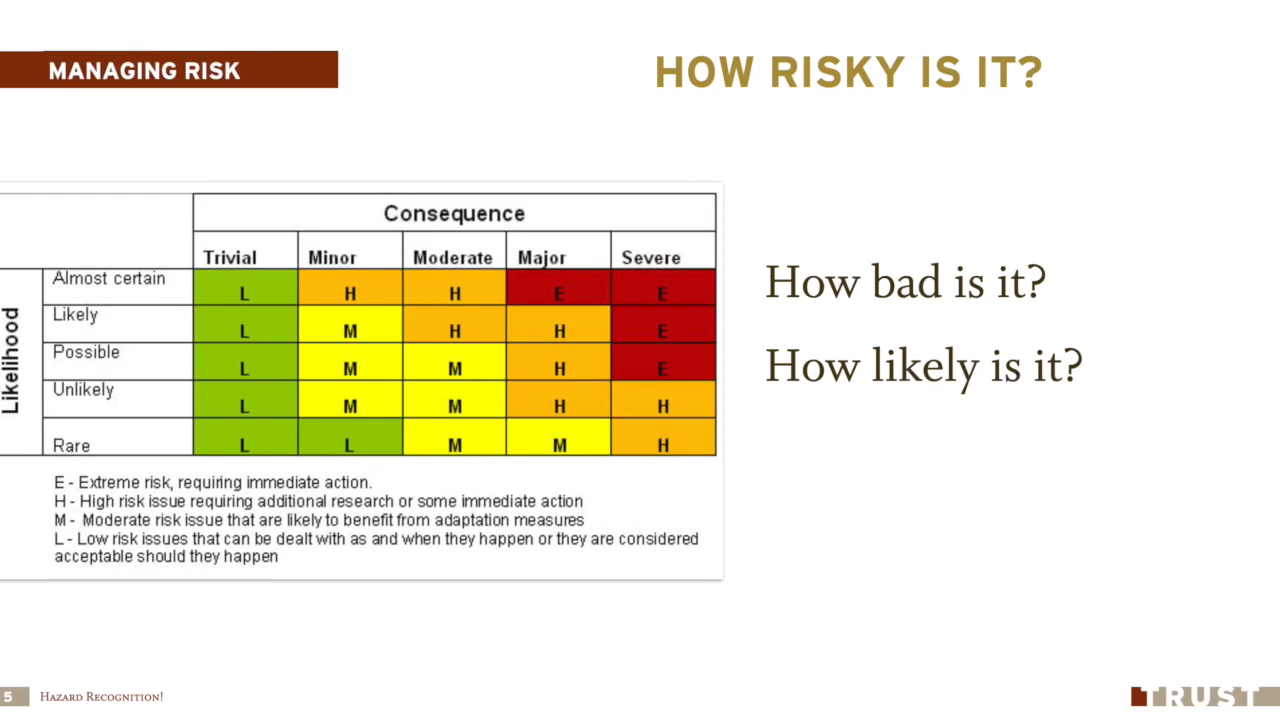 MANAGING RISK
HOW RISKY IS IT?
Consequence
Trivial Minor Moderate Major Severe
Likelihood
Almost certain L H H E E
Likely L M H H E
Possible L M M H E
Unlikely L M M H H
Rare L L M M H
E - Extreme risk, requiring immediate action.
H - High risk issue requiring additional research or some immediate action
M - Moderate risk issue that are likely to benefit from adaptation measures
L - Low risk issues that can be dealt with as and when they happen or they are considered
acceptable should they happen
How bad is it?
How likely is it?
5 Hazard Recognition!
TRUST